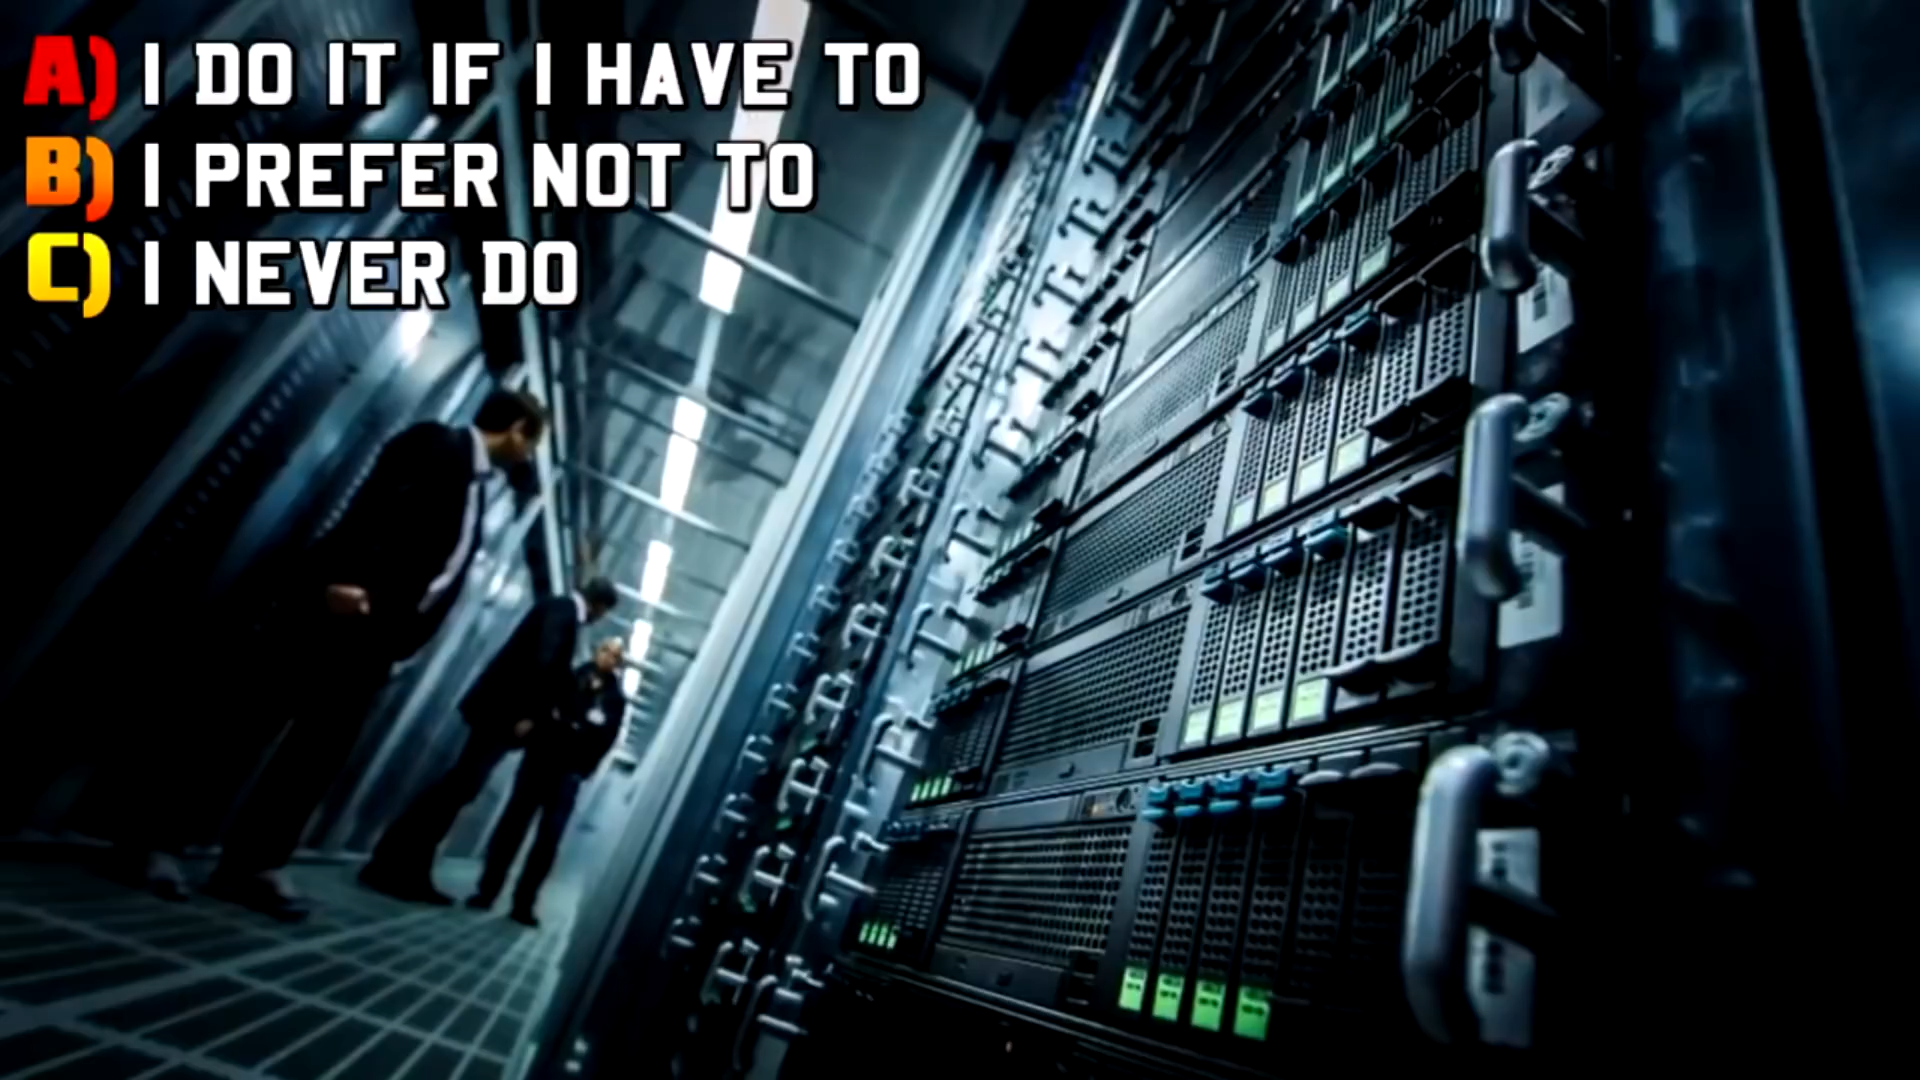 A) I DO IT IF I HAVE TO
B) I PREFER NOT TO
C) I NEVER DO